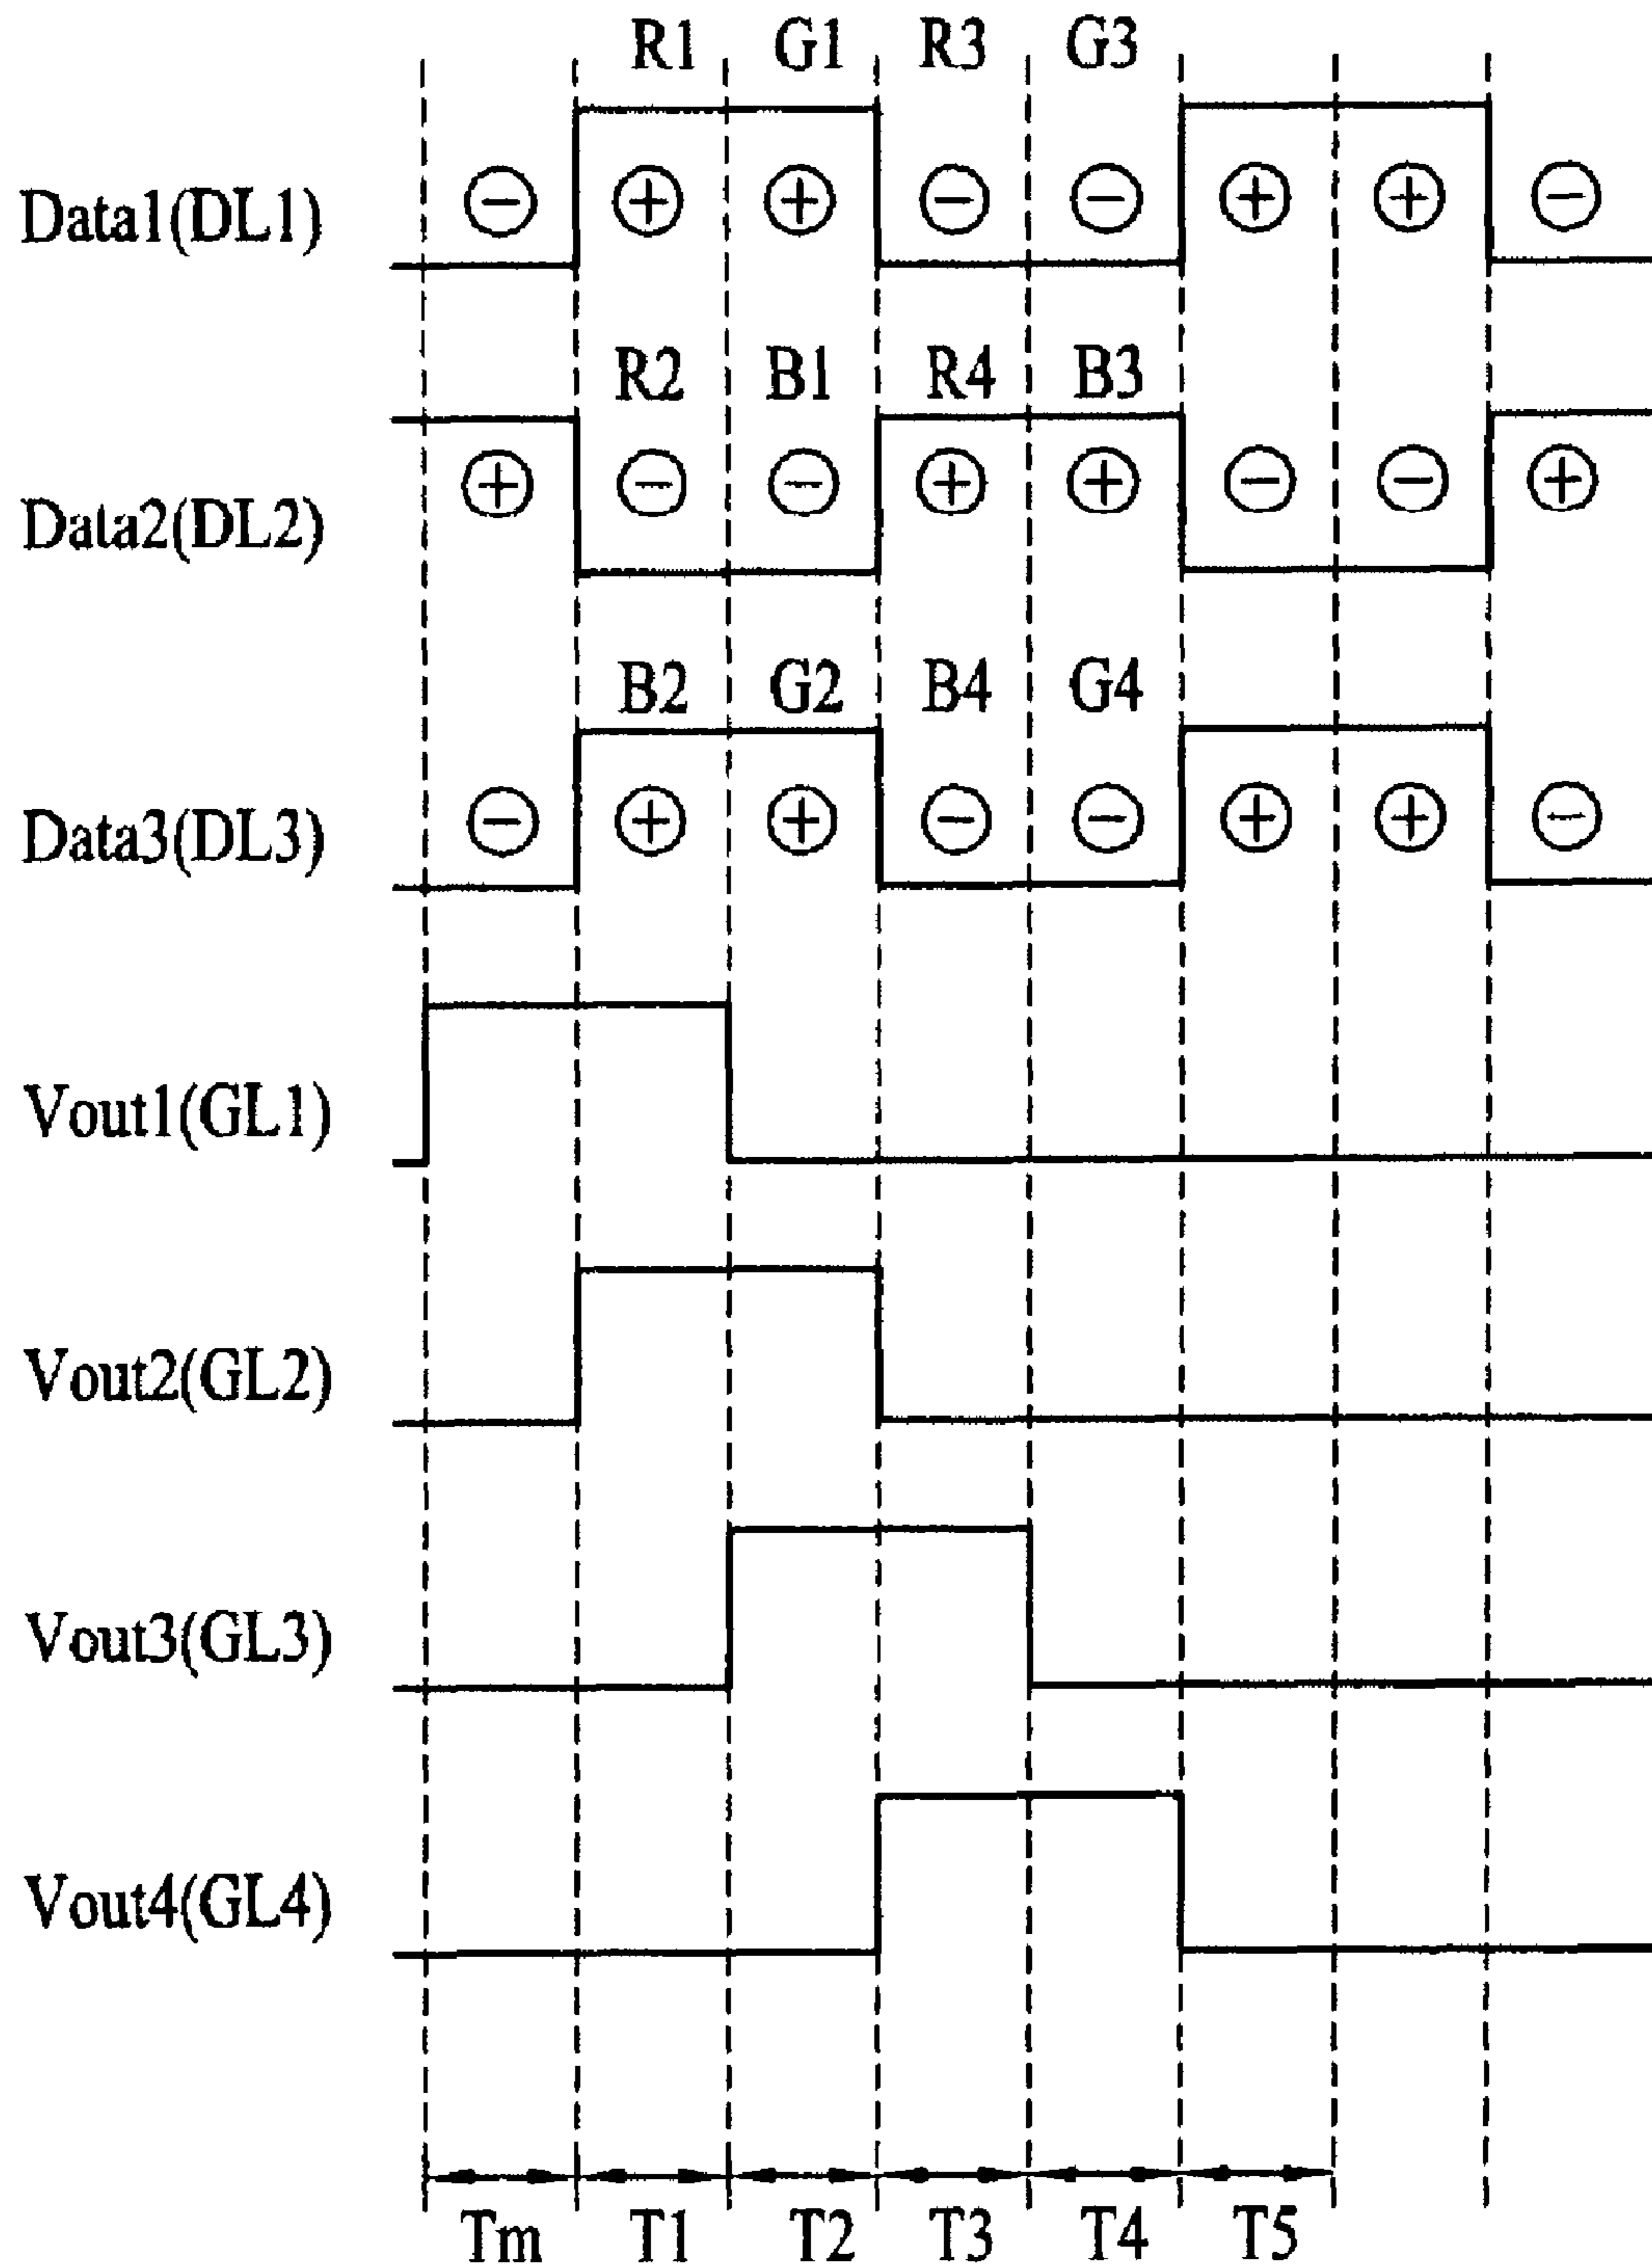 R1 G1 R3 G3
Data1(DL1) − + + − − + + −
R2 B1 R4 B3
Data2(DL2) + − − + + − − +
B2 G2 B4 G4
Data3(DL3) − + + − − + + −
Vout1(GL1)
Vout2(GL2)
Vout3(GL3)
Vout4(GL4)
Tm T1 T2 T3 T4 T5